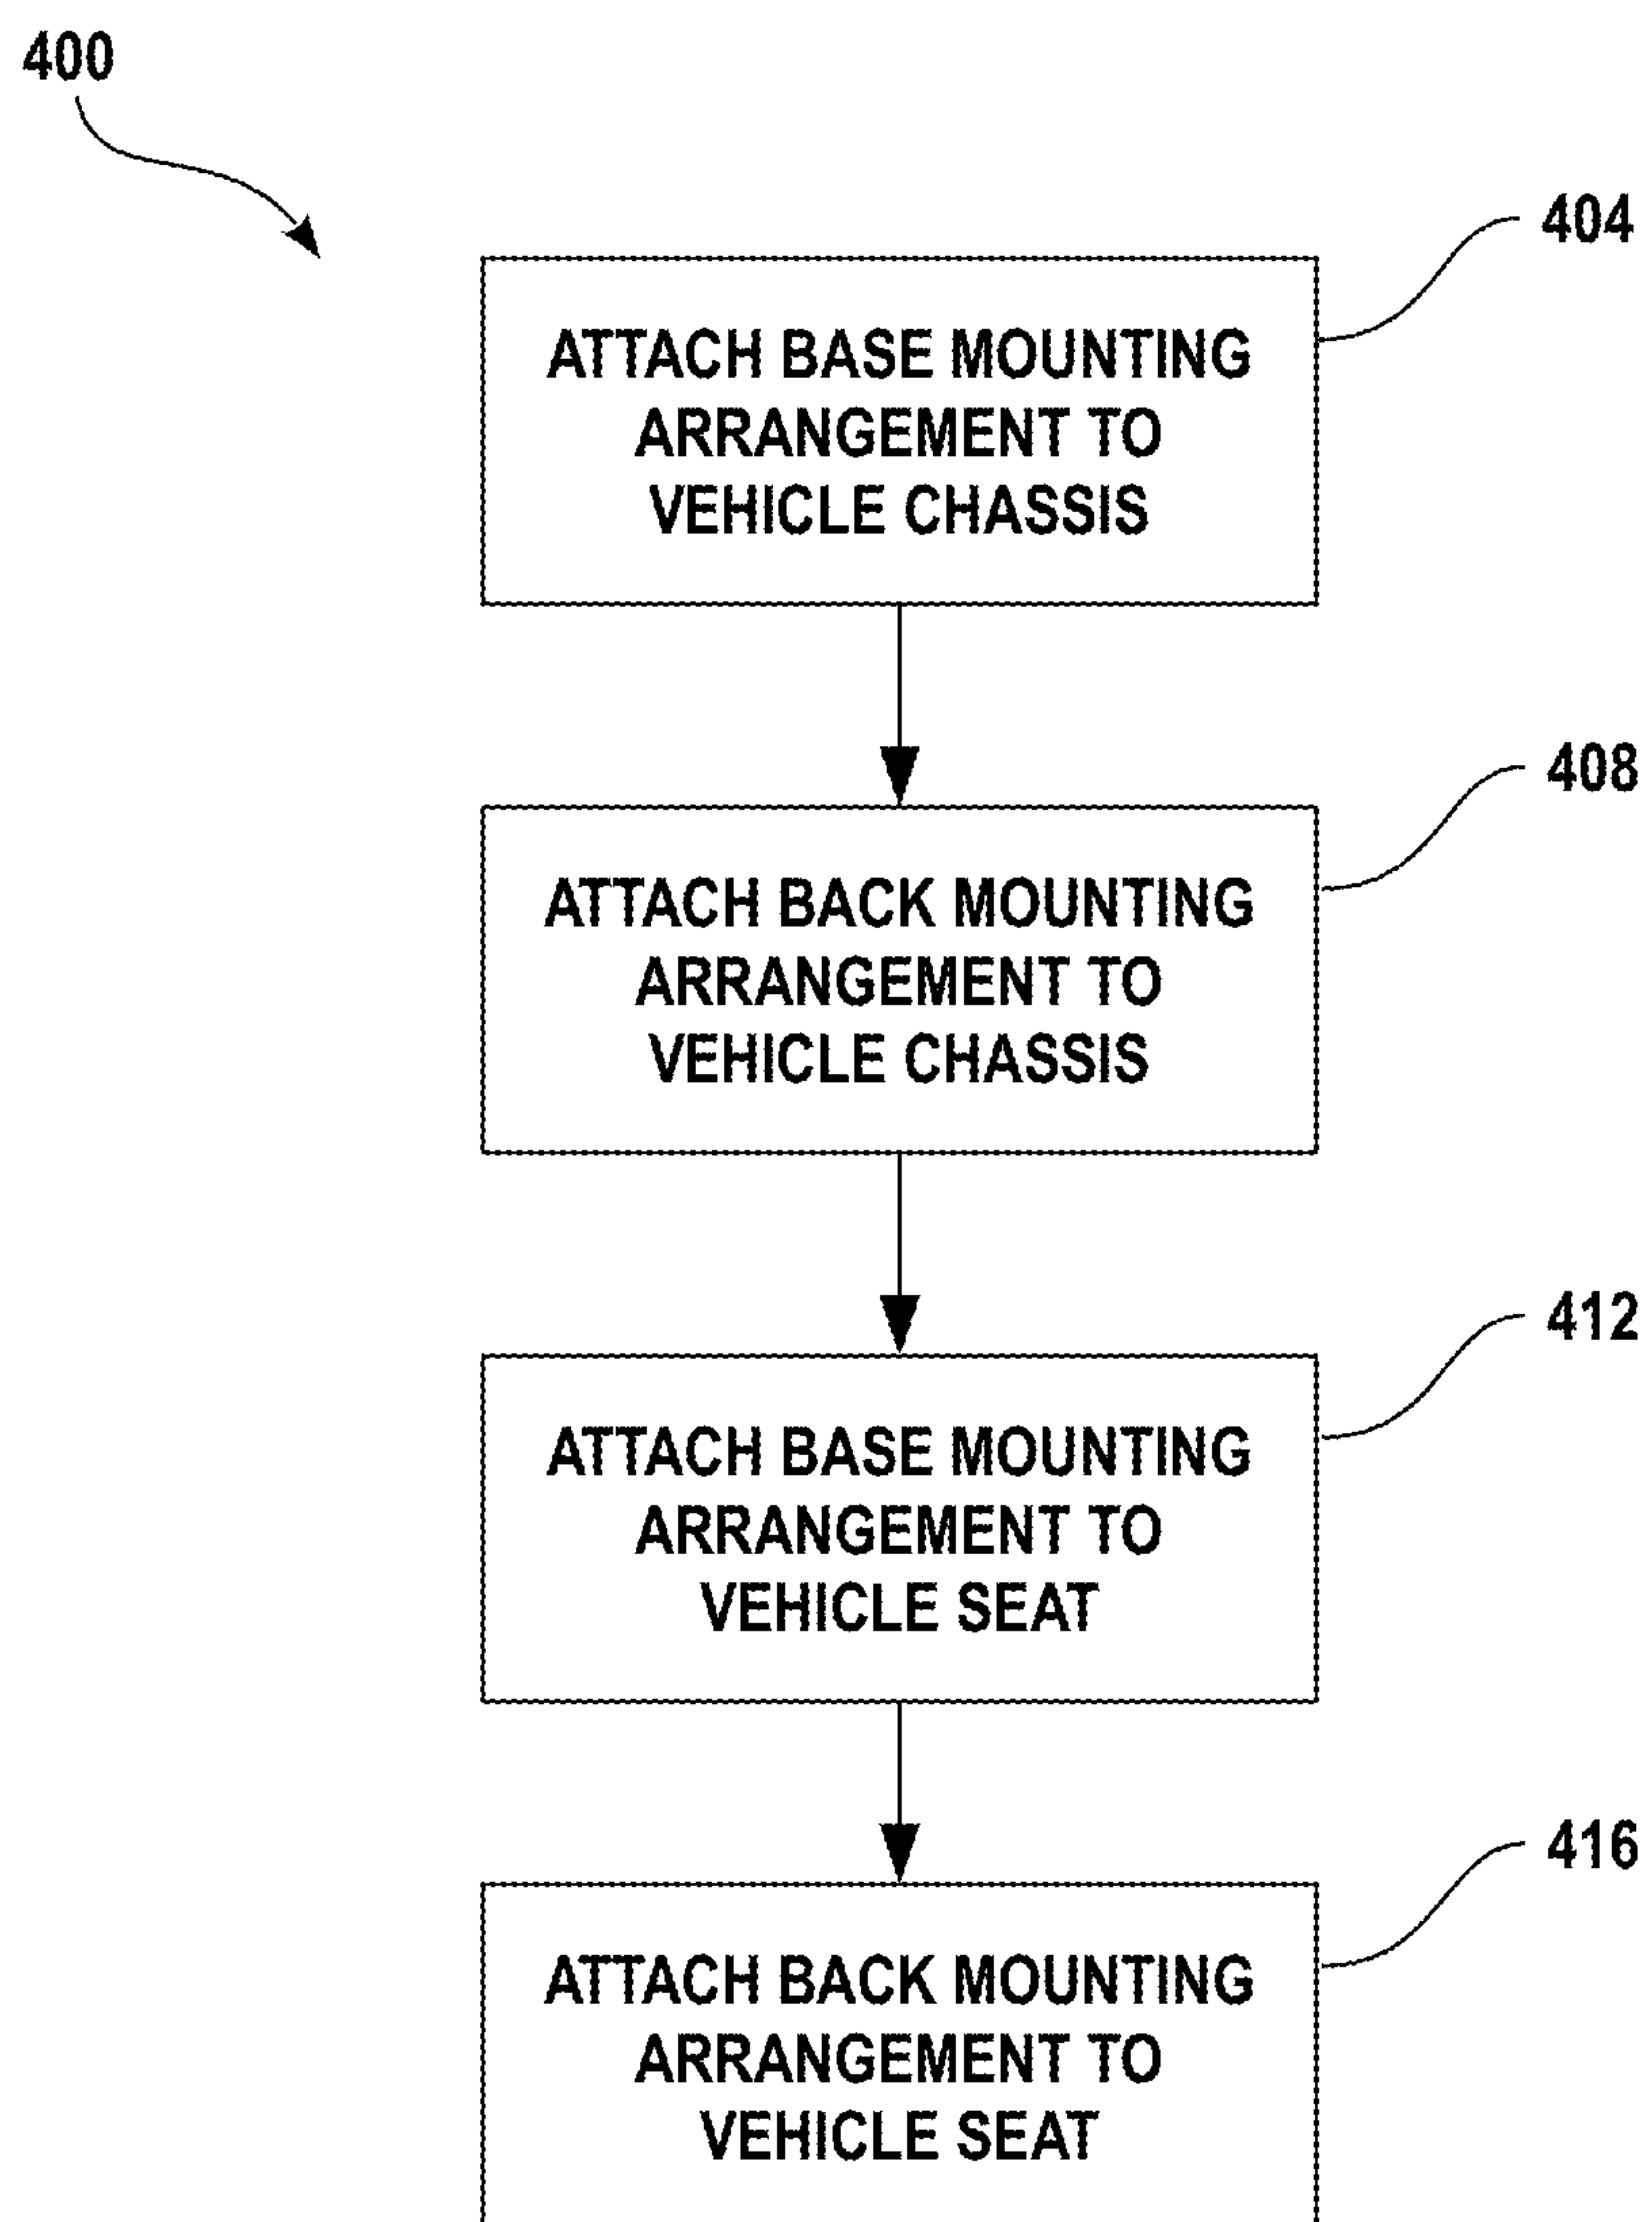 400
404
ATTACH BASE MOUNTING
ARRANGEMENT TO
VEHICLE CHASSIS
408
ATTACH BACK MOUNTING
ARRANGEMENT TO
VEHICLE CHASSIS
412
ATTACH BASE MOUNTING
ARRANGEMENT TO
VEHICLE SEAT
416
ATTACH BACK MOUNTING
ARRANGEMENT TO
VEHICLE SEAT